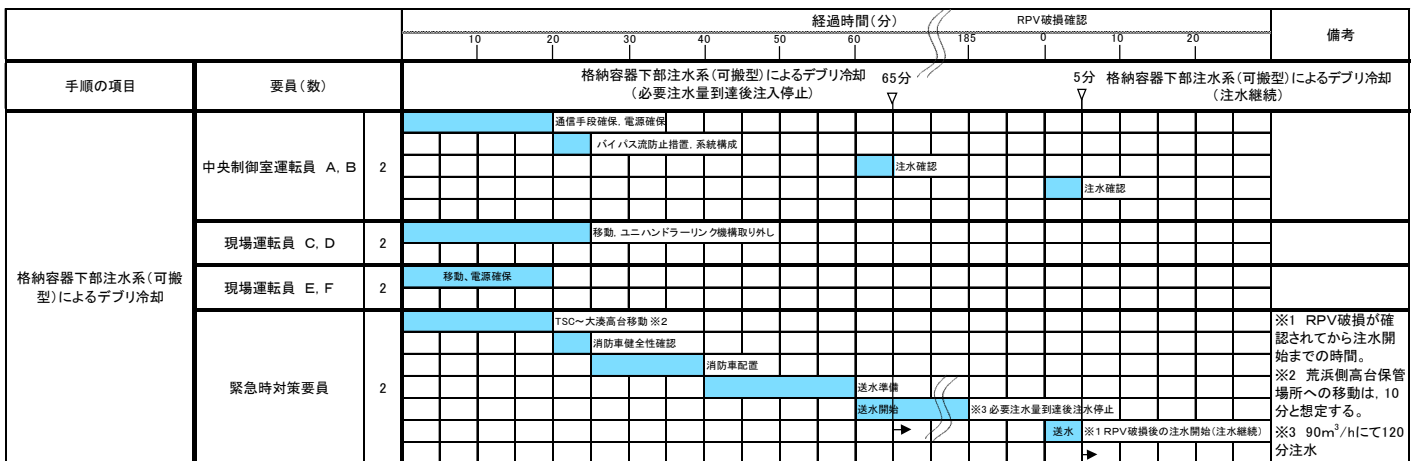 経過時間(分)
RPV破損確認
備考
10 20 30 40 50 60 185 0 10 20
手順の項目
要員(数)
格納容器下部注水系(可搬型)によるデブリ冷却
(必要注水量到達後注入停止)
65分
5分
格納容器下部注水系(可搬型)によるデブリ冷却
(注水継続)
格納容器下部注水系(可搬
型)によるデブリ冷却
中央制御室運転員 A, B 2
通信手段確保, 電源確保
バイパス流防止措置, 系統構成
注水確認
注水確認
現場運転員 C, D 2
移動, ユニハンドラーリンク機構取り外し
現場運転員 E, F 2
移動、電源確保
緊急時対策要員 2
TSC~大湊高台移動 ※2
消防車健全性確認
消防車配置
送水準備
送水開始
※3 必要注水量到達後注水停止
送水
※1 RPV破損後の注水開始(注水継続)
※1 RPV破損が確
認されてから注水開
始までの時間。
※2 荒浜側高台保管
場所への移動は, 10
分と想定する。
※3 90m³/hにて120
分注水